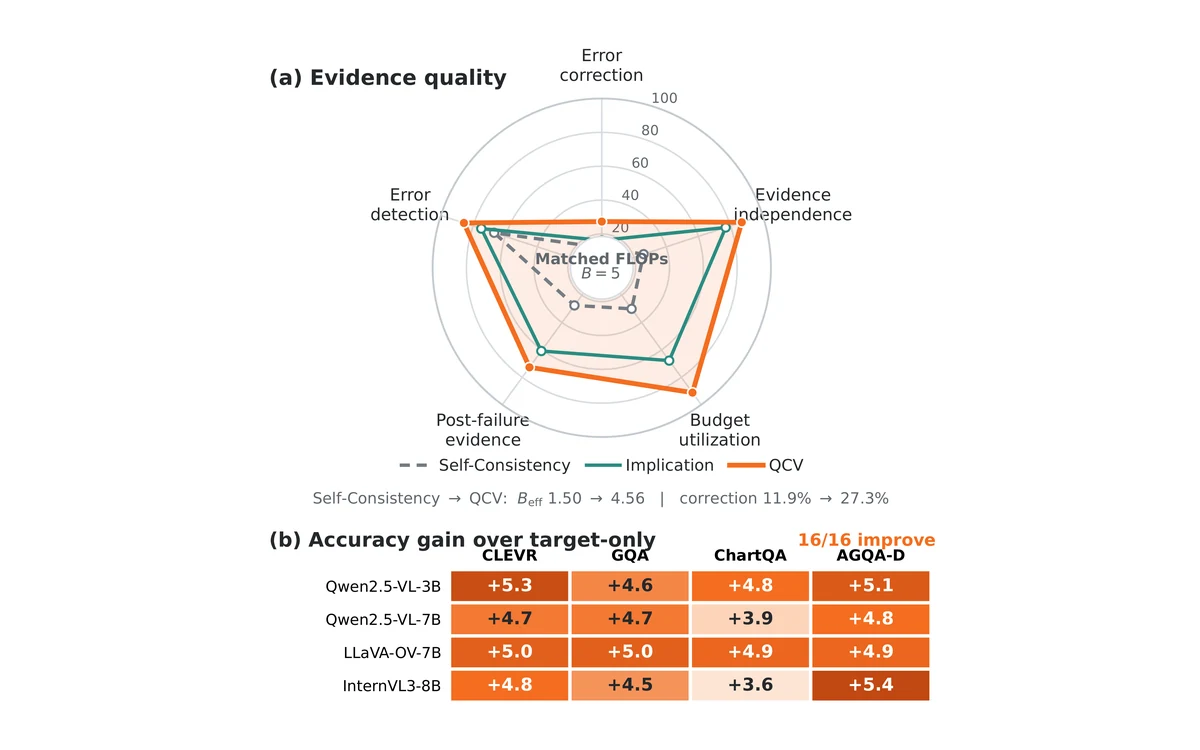 (a) Evidence quality
Error
correction
100
80
60
40
20
Error
detection
Evidence
independence
Matched FLOPs
B = 5
Post-failure
evidence
Budget
utilization
Self-Consistency
Implication
QCV
Self-Consistency → QCV: B_eff 1.50 → 4.56 | correction 11.9% → 27.3%
(b) Accuracy gain over target-only
16/16 improve
CLEVR GQA ChartQA AGQA-D
Qwen2.5-VL-3B +5.3 +4.6 +4.8 +5.1
Qwen2.5-VL-7B +4.7 +4.7 +3.9 +4.8
LLaVA-OV-7B +5.0 +5.0 +4.9 +4.9
InternVL3-8B +4.8 +4.5 +3.6 +5.4